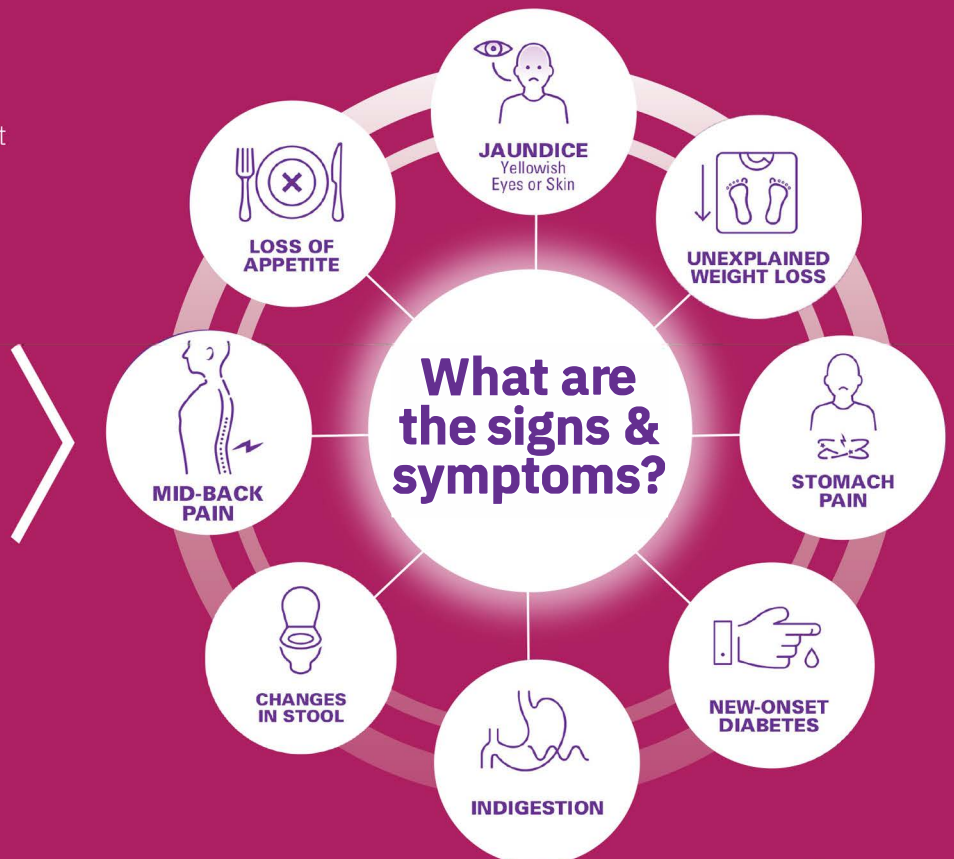 What are
the signs &
symptoms?
JAUNDICE
Yellowish
Eyes or Skin
UNEXPLAINED
WEIGHT LOSS
STOMACH
PAIN
NEW-ONSET
DIABETES
INDIGESTION
CHANGES
IN STOOL
MID-BACK
PAIN
LOSS OF
APPETITE